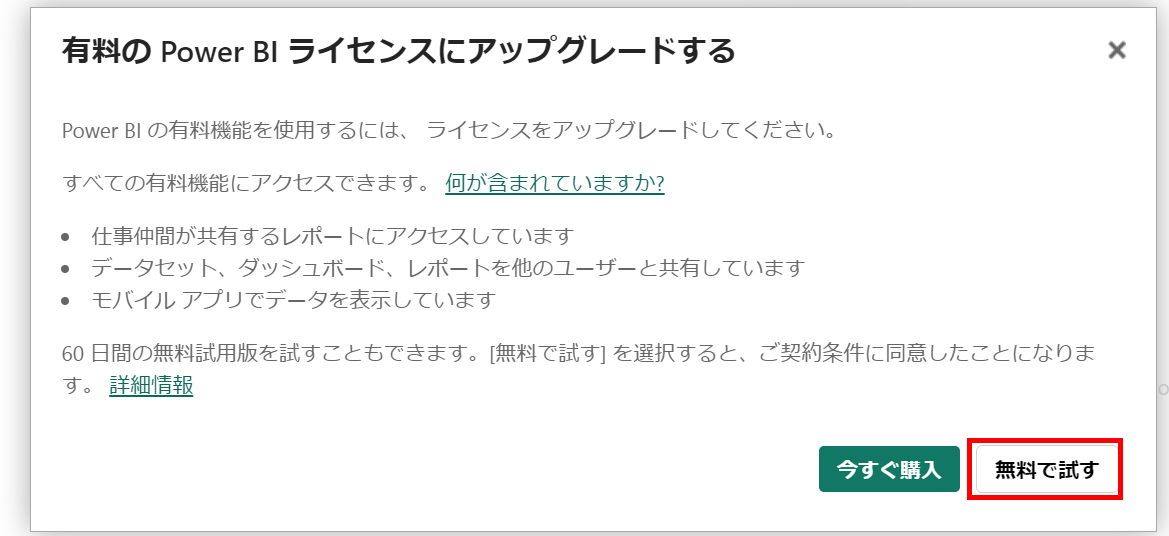 有料の Power BI ライセンスにアップグレードする
Power BI の有料機能を使用するには、 ライセンスをアップグレードしてください。
すべての有料機能にアクセスできます。 何が含まれていますか?
• 仕事仲間が共有するレポートにアクセスしています
• データセット、ダッシュボード、レポートを他のユーザーと共有しています
• モバイル アプリでデータを表示しています
60 日間の無料試用版を試すこともできます。[無料で試す] を選択すると、ご契約条件に同意したことになりま
す。 詳細情報
今すぐ購入 無料で試す